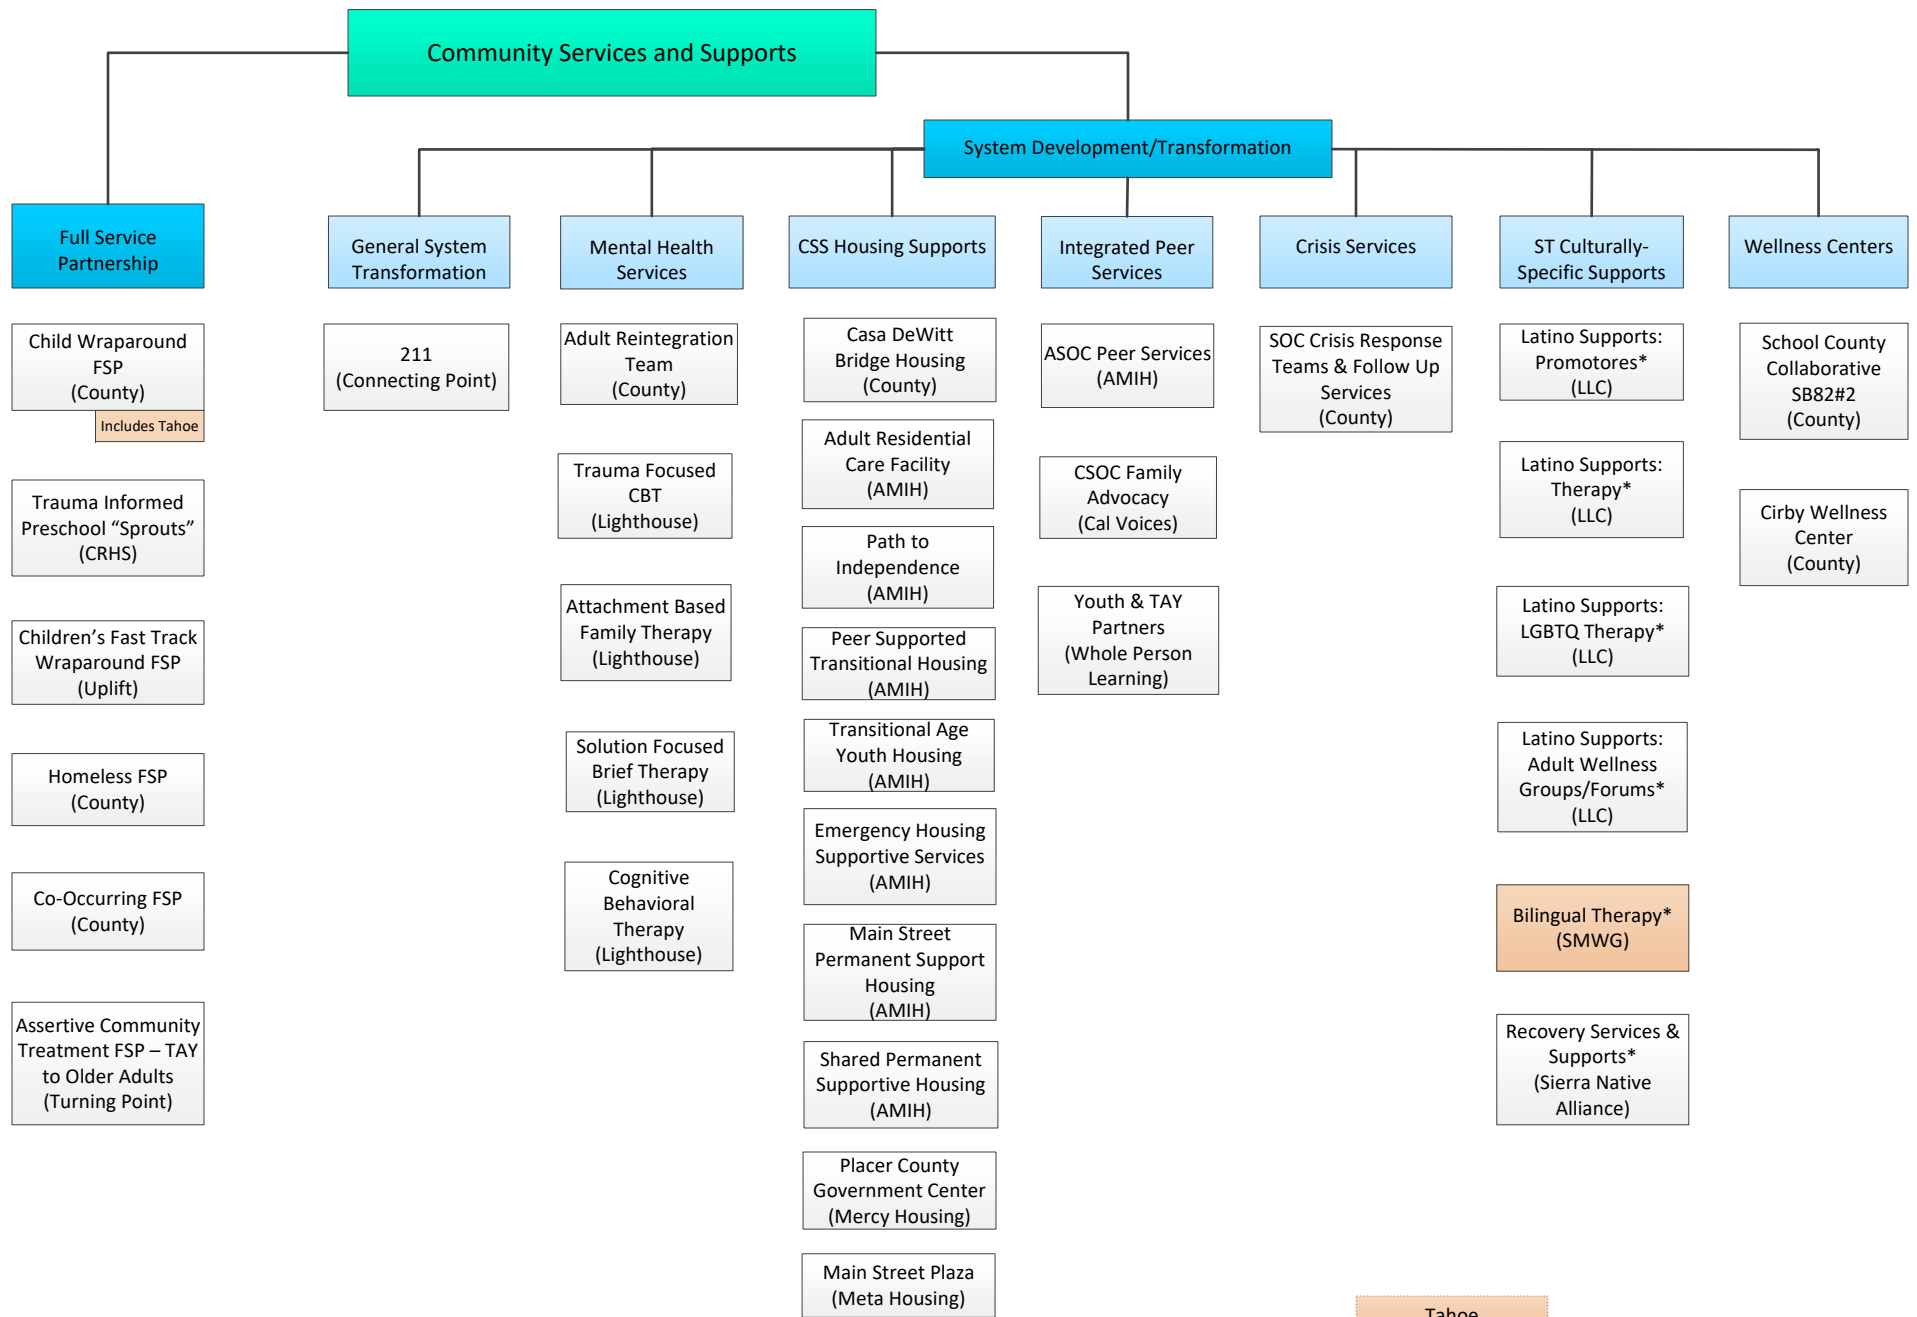 Community Services and Supports
System Development/Transformation
Full Service
Partnership
General System
Transformation
Mental Health
Services
CSS Housing Supports
Integrated Peer
Services
Crisis Services
ST Culturally-
Specific Supports
Wellness Centers
Child Wraparound
FSP
(County)
Includes Tahoe
Trauma Informed
Preschool “Sprouts”
(CRHS)
Children’s Fast Track
Wraparound FSP
(Uplift)
Homeless FSP
(County)
Co-Occurring FSP
(County)
Assertive Community
Treatment FSP – TAY
to Older Adults
(Turning Point)
211
(Connecting Point)
Adult Reintegration
Team
(County)
Trauma Focused
CBT
(Lighthouse)
Attachment Based
Family Therapy
(Lighthouse)
Solution Focused
Brief Therapy
(Lighthouse)
Cognitive
Behavioral
Therapy
(Lighthouse)
Casa DeWitt
Bridge Housing
(County)
Adult Residential
Care Facility
(AMIH)
Path to
Independence
(AMIH)
Peer Supported
Transitional Housing
(AMIH)
Transitional Age
Youth Housing
(AMIH)
Emergency Housing
Supportive Services
(AMIH)
Main Street
Permanent Support
Housing
(AMIH)
Shared Permanent
Supportive Housing
(AMIH)
Placer County
Government Center
(Mercy Housing)
Main Street Plaza
(Meta Housing)
ASOC Peer Services
(AMIH)
CSOC Family
Advocacy
(Cal Voices)
Youth & TAY
Partners
(Whole Person
Learning)
SOC Crisis Response
Teams & Follow Up
Services
(County)
Latino Supports:
Promotores*
(LLC)
Latino Supports:
Therapy*
(LLC)
Latino Supports:
LGBTQ Therapy*
(LLC)
Latino Supports:
Adult Wellness
Groups/Forums*
(LLC)
Bilingual Therapy*
(SMWG)
Recovery Services &
Supports*
(Sierra Native
Alliance)
School County
Collaborative
SB82#2
(County)
Cirby Wellness
Center
(County)
Tahoe